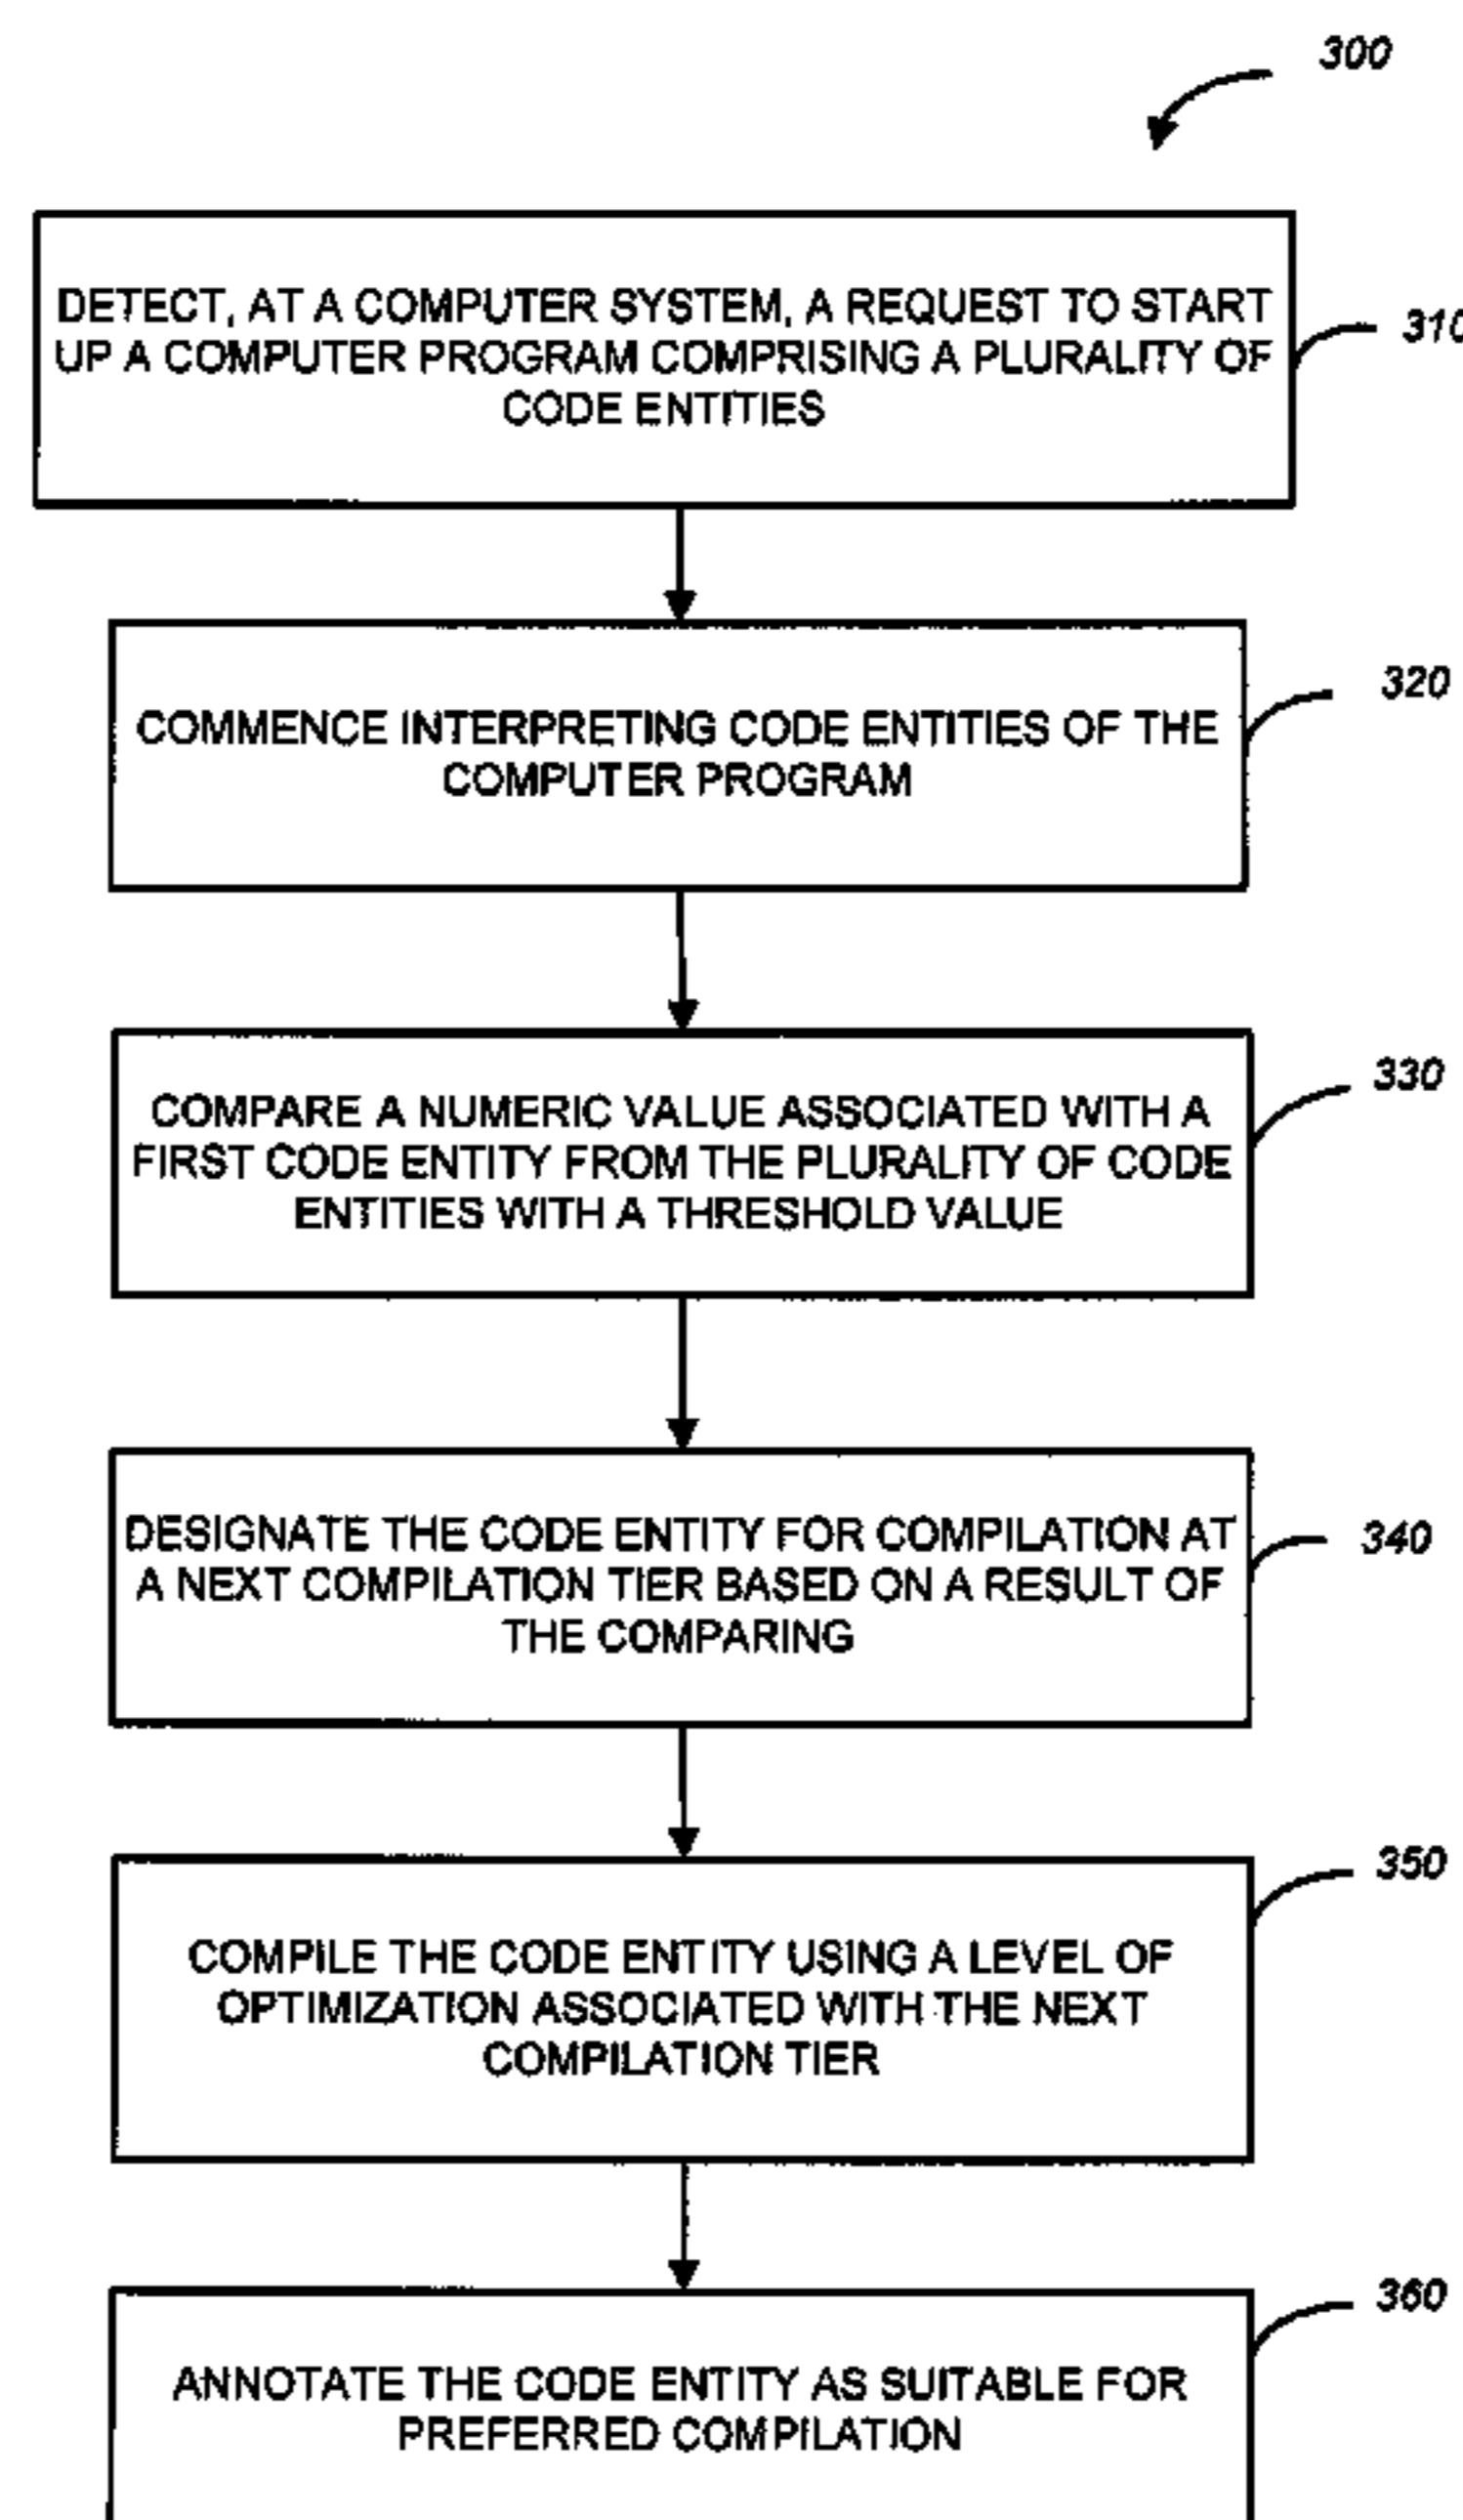 300
DETECT, AT A COMPUTER SYSTEM, A REQUEST TO START
UP A COMPUTER PROGRAM COMPRISING A PLURALITY OF
CODE ENTITIES
310
COMMENCE INTERPRETING CODE ENTITIES OF THE
COMPUTER PROGRAM
320
COMPARE A NUMERIC VALUE ASSOCIATED WITH A
FIRST CODE ENTITY FROM THE PLURALITY OF CODE
ENTITIES WITH A THRESHOLD VALUE
330
DESIGNATE THE CODE ENTITY FOR COMPILATION AT
A NEXT COMPILATION TIER BASED ON A RESULT OF
THE COMPARING
340
COMPILE THE CODE ENTITY USING A LEVEL OF
OPTIMIZATION ASSOCIATED WITH THE NEXT
COMPILATION TIER
350
ANNOTATE THE CODE ENTITY AS SUITABLE FOR
PREFERRED COMPILATION
360